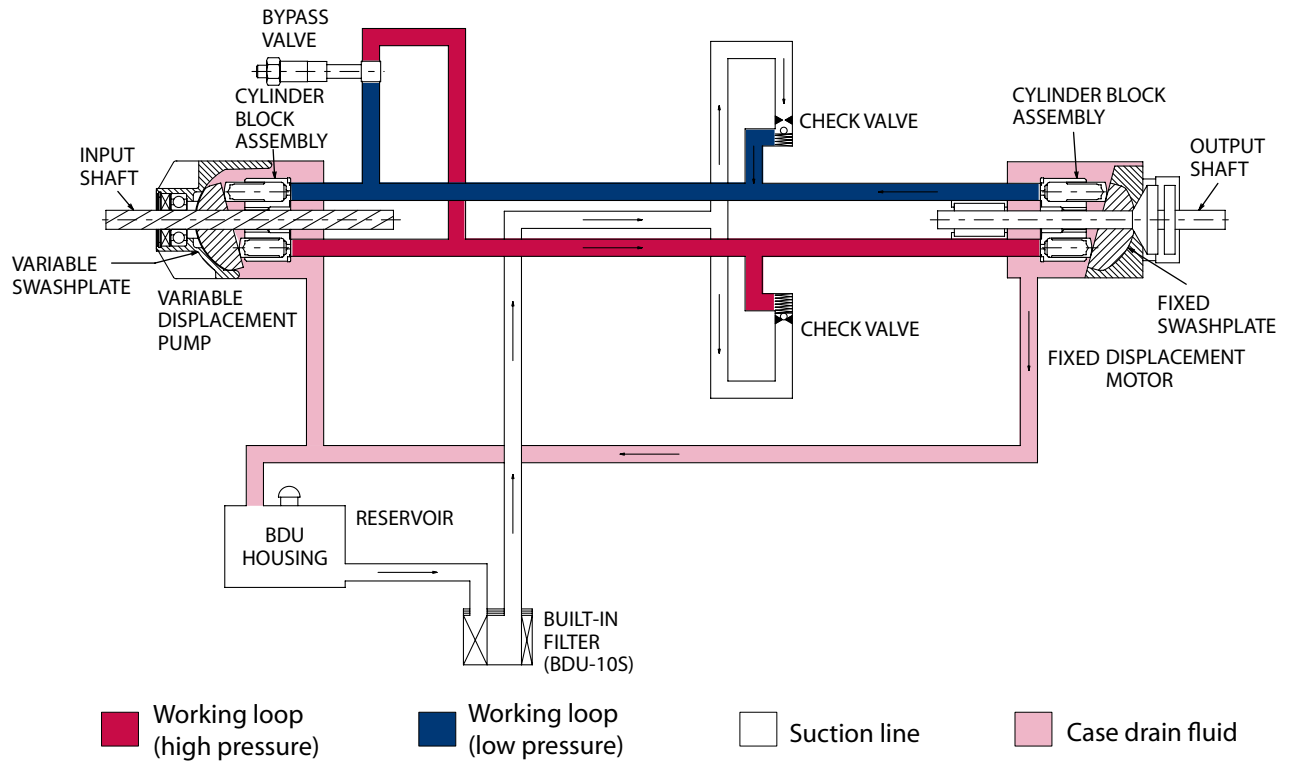 BYPASS
VALVE
CYLINDER
BLOCK
ASSEMBLY
INPUT
SHAFT
VARIABLE
SWASHPLATE
VARIABLE
DISPLACEMENT
PUMP
CHECK VALVE
CHECK VALVE
CYLINDER BLOCK
ASSEMBLY
OUTPUT
SHAFT
FIXED
SWASHPLATE
FIXED DISPLACEMENT
MOTOR
RESERVOIR
BDU
HOUSING
BUILT-IN
FILTER
(BDU-10S)
Working loop
(high pressure)
Working loop
(low pressure)
Suction line
Case drain fluid